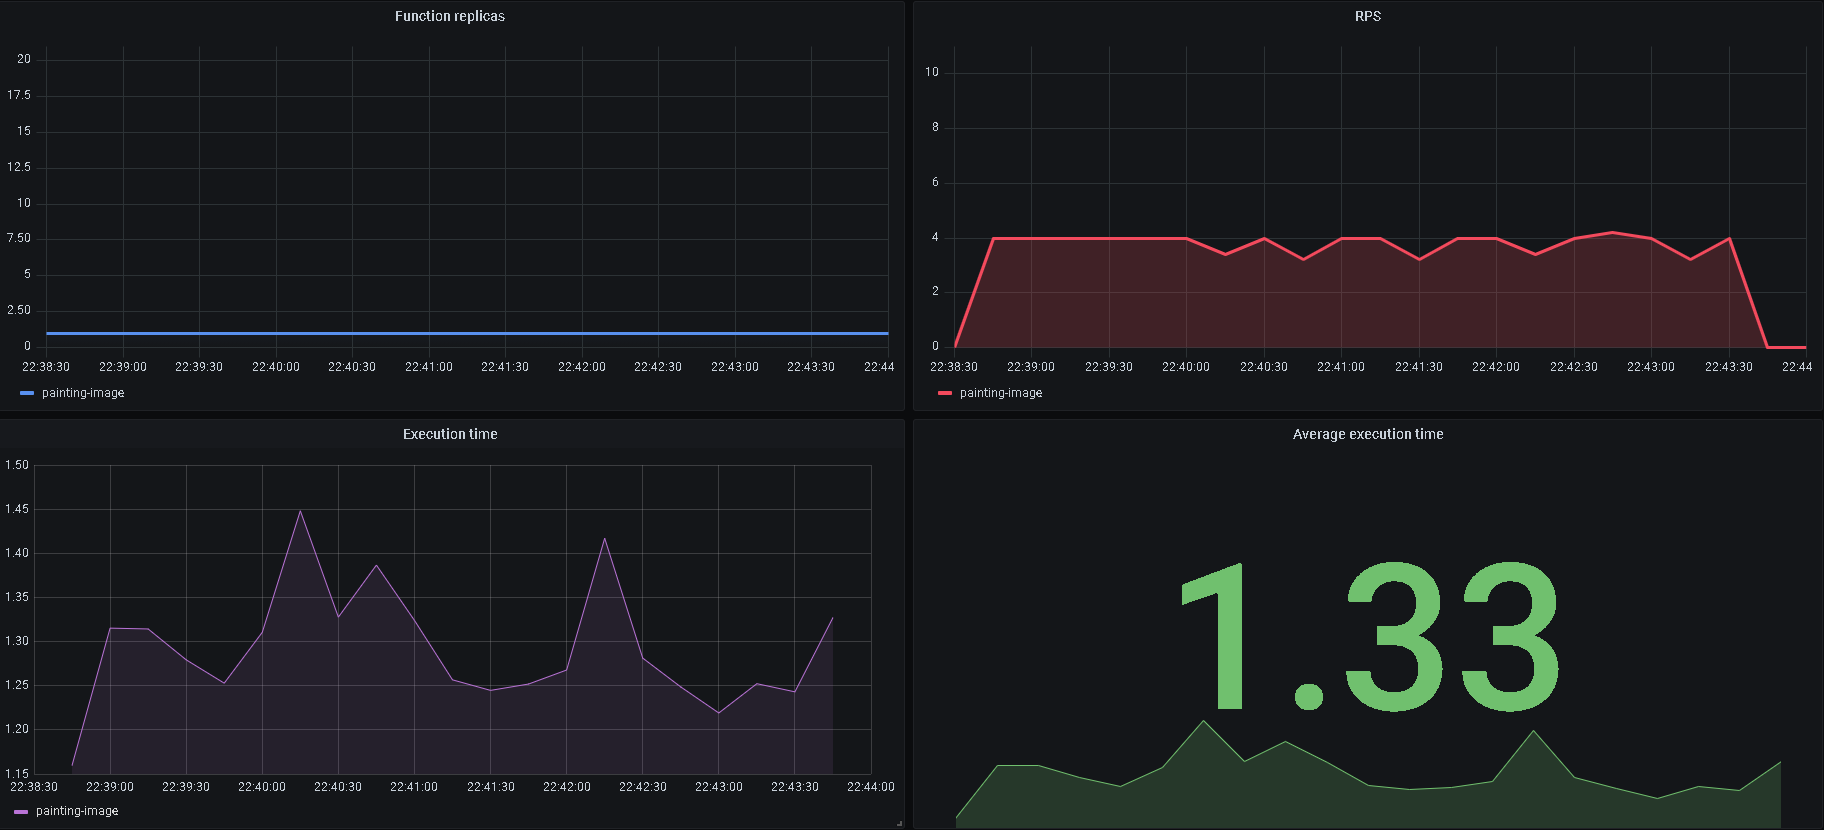 Function replicas
20
17.5
15
12.5
10
7.50
5
2.50
0
22:38:30 22:39:00 22:39:30 22:40:00 22:40:30 22:41:00 22:41:30 22:42:00 22:42:30 22:43:00 22:43:30 22:44
painting-image
RPS
10
8
6
4
2
0
22:38:30 22:39:00 22:39:30 22:40:00 22:40:30 22:41:00 22:41:30 22:42:00 22:42:30 22:43:00 22:43:30 22:44
painting-image
Execution time
1.50
1.45
1.40
1.35
1.30
1.25
1.20
1.15
22:38:30 22:39:00 22:39:30 22:40:00 22:40:30 22:41:00 22:41:30 22:42:00 22:42:30 22:43:00 22:43:30 22:44:00
painting-image
Average execution time
1.33